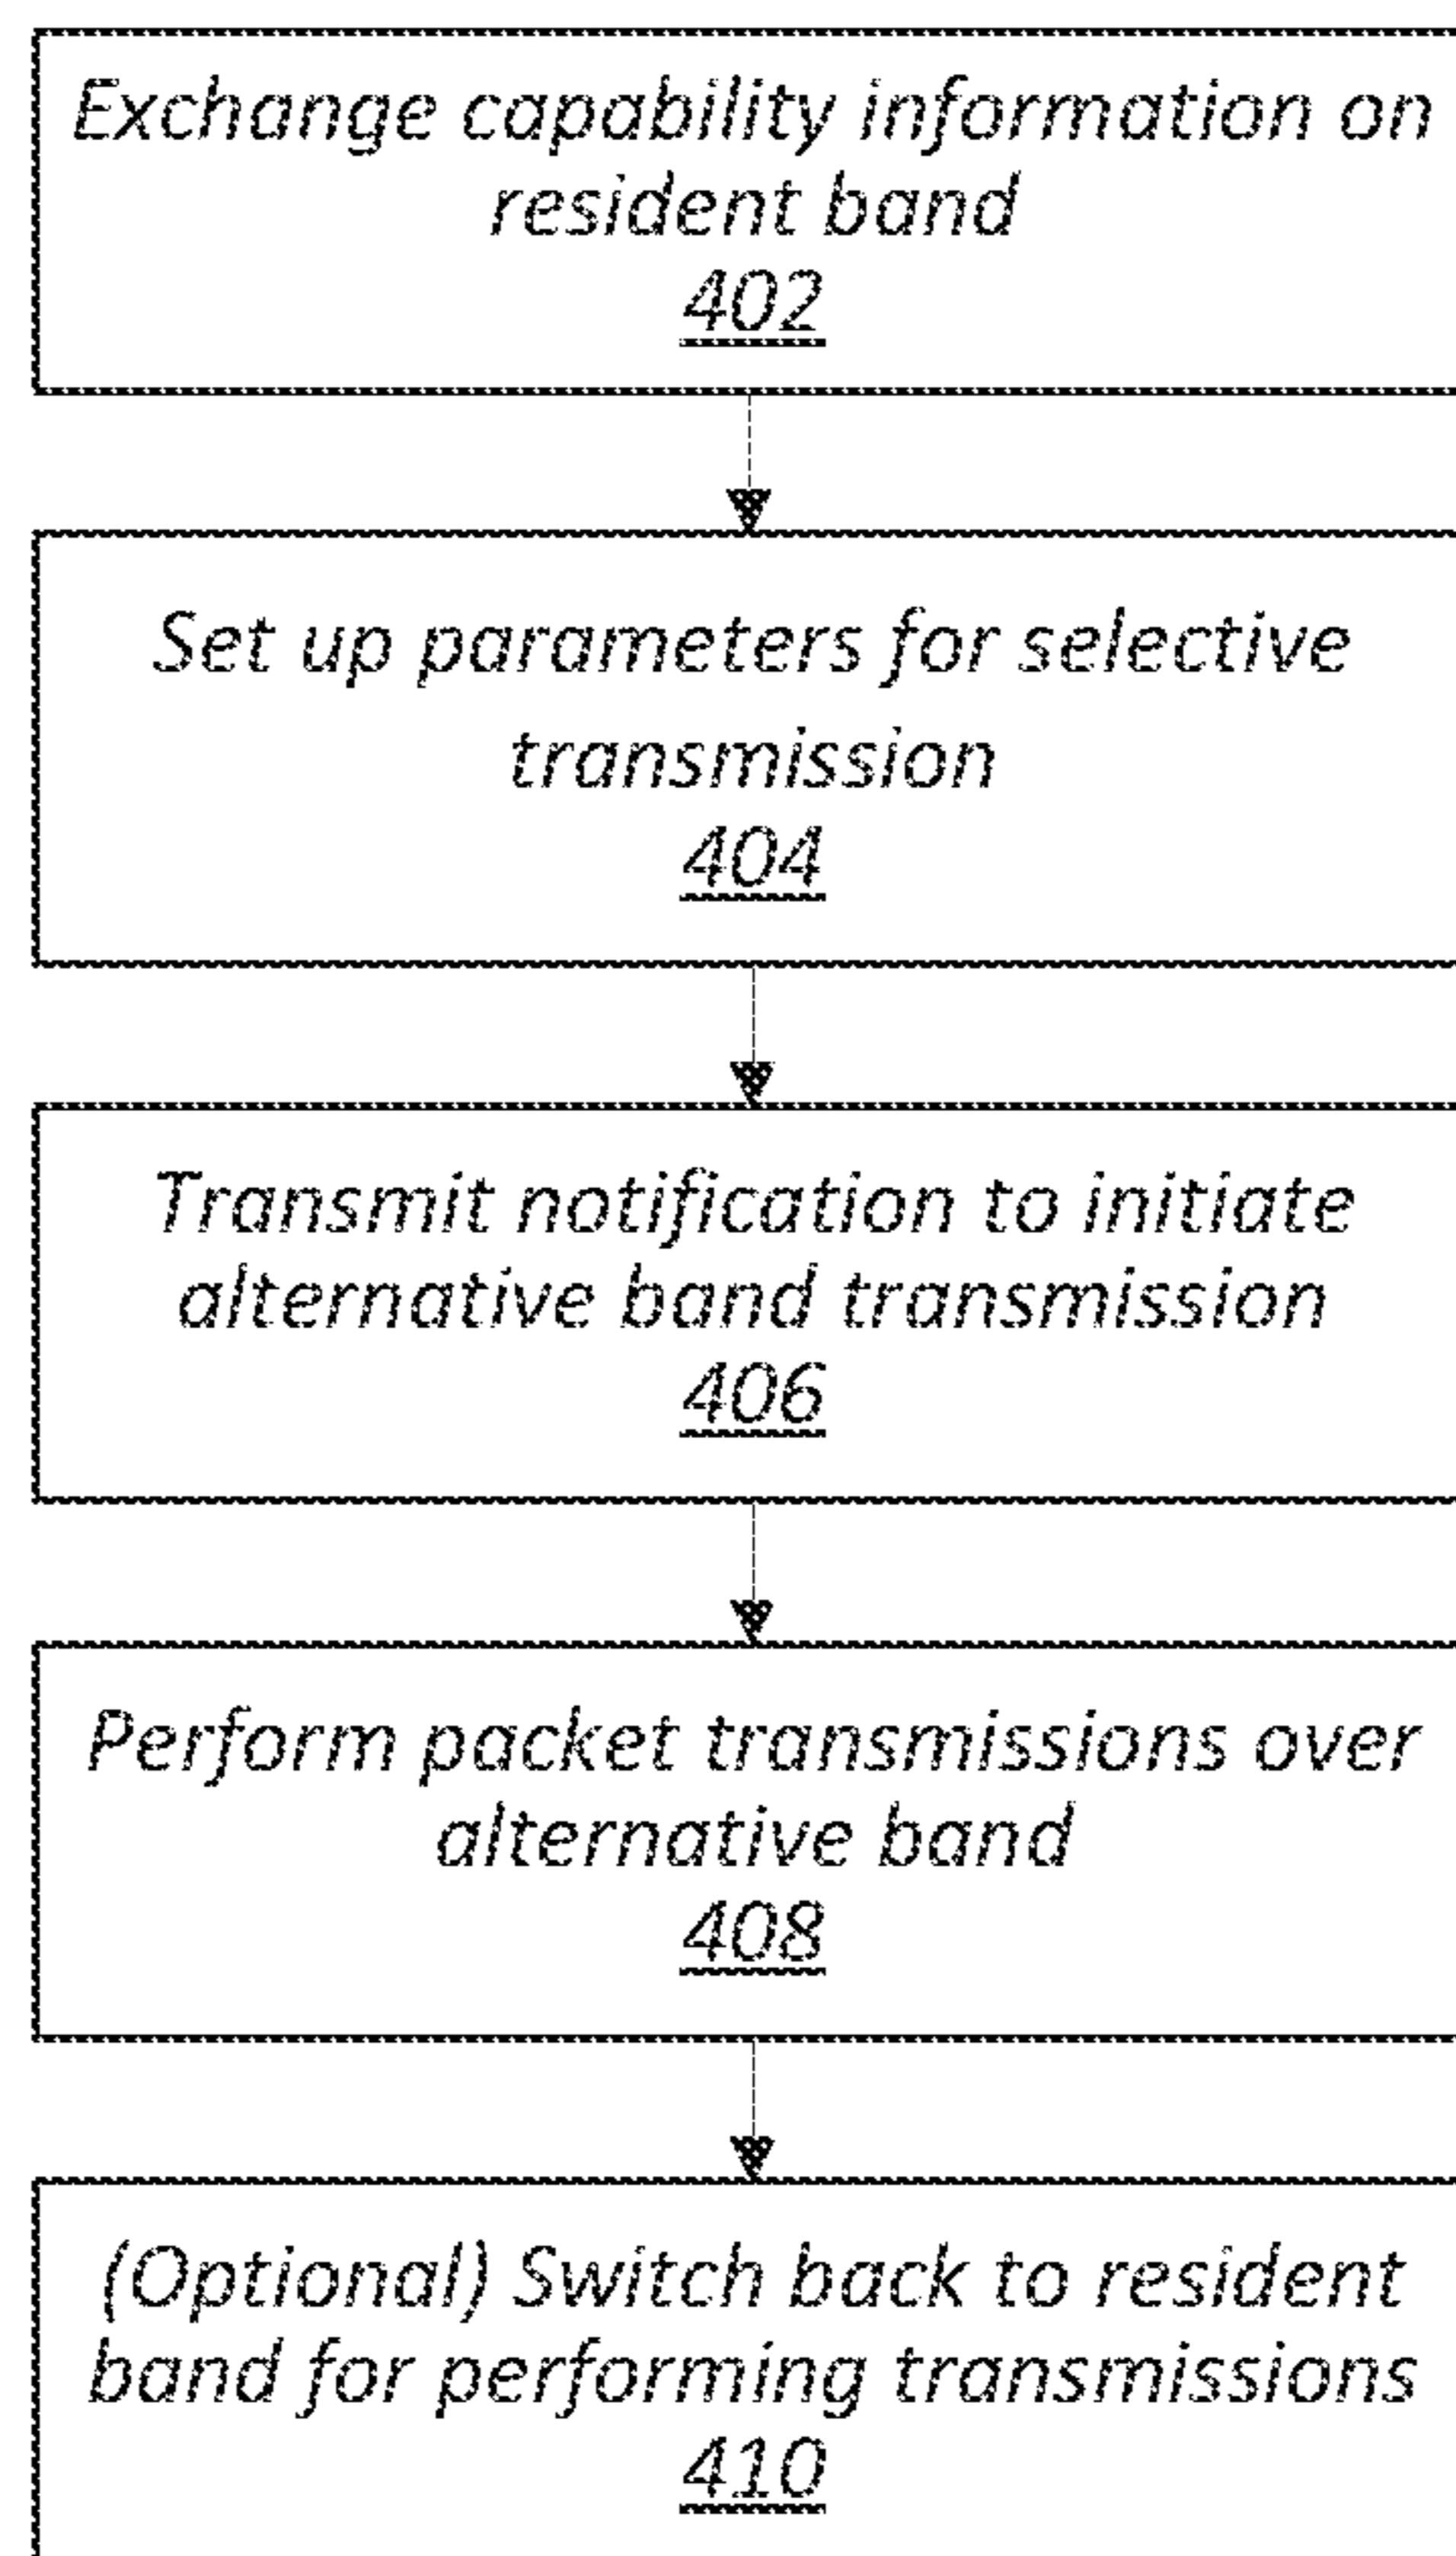 Exchange capability information on
resident band
402
Set up parameters for selective
transmission
404
Transmit notification to initiate
alternative band transmission
406
Perform packet transmissions over
alternative band
408
(Optional) Switch back to resident
band for performing transmissions
410